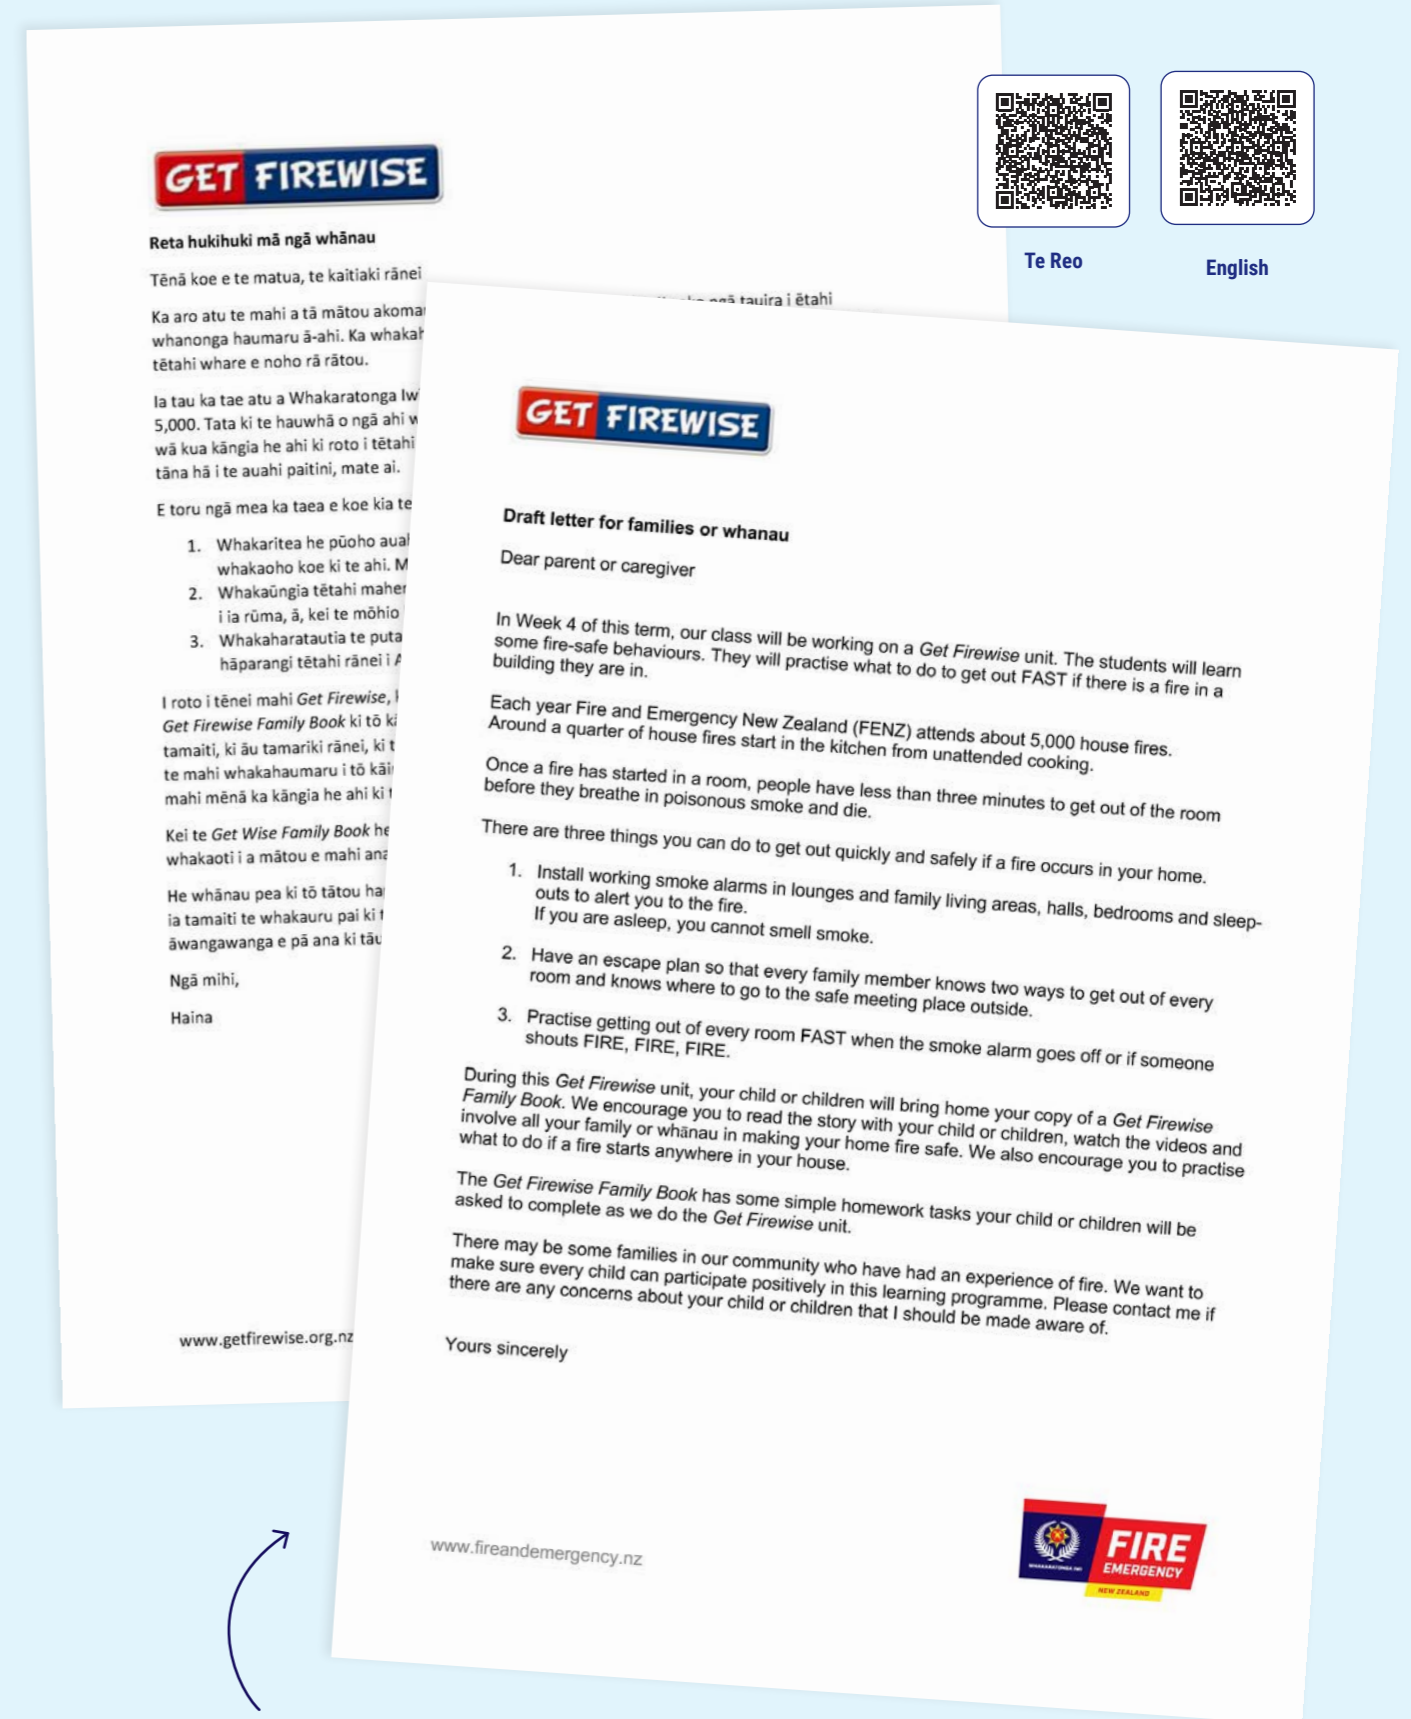 GET FIREWISE
Reta hukihuki mā ngā whānau
Tēnā koe e te matua, te kaitiaki rānei
Ka aro atu te mahi a tā mātou
ngā tauira i ētahi
whanonga haumaru ā-ahi. Ka
tētahi whare e noho rā rātou.
Ia tau ka tae atu a Whakaratonga
5,000. Tata ki te hauwhā o ngā ahi
wā kua kāngia he ahi ki roto i tētahi
tāna hā i te auahi paitini, mate ai.
E toru ngā mea ka taea e koe kia
1. Whakaritea he pūoho
whakaoho koe ki te ahi.
2. Whakaūngia tētahi
i ia rūma, ā, kei te mōhio
3. Whakaharatautia te
hāparangi tētahi rānei i
I roto i tēnei mahi Get Firewise,
Get Firewise Family Book ki tō
tamaiti, ki āu tamariki rānei, ki
te mahi whakahaumaru i tō
mahi mēnā ka kāngia he ahi ki
Kei te Get Wise Family Book he
whakaoti i a mātou e mahi
He whānau pea ki tō tātou
ia tamaiti te whakauru pai ki
āwangawanga e pā ana ki
Ngā mihi,
Haina
www.getfirewise.org.nz
Te Reo
English
GET FIREWISE
Draft letter for families or whanau
Dear parent or caregiver
In Week 4 of this term, our class will be working on a Get Firewise unit. The students will learn
some fire-safe behaviours. They will practise what to do to get out FAST if there is a fire in a
building they are in.
Each year Fire and Emergency New Zealand (FENZ) attends about 5,000 house fires.
Around a quarter of house fires start in the kitchen from unattended cooking.
Once a fire has started in a room, people have less than three minutes to get out of the room
before they breathe in poisonous smoke and die.
There are three things you can do to get out quickly and safely if a fire occurs in your home.
1. Install working smoke alarms in lounges and family living areas, halls, bedrooms and sleep-
outs to alert you to the fire.
If you are asleep, you cannot smell smoke.
2. Have an escape plan so that every family member knows two ways to get out of every
room and knows where to go to the safe meeting place outside.
3. Practise getting out of every room FAST when the smoke alarm goes off or if someone
shouts FIRE, FIRE, FIRE.
During this Get Firewise unit, your child or children will bring home your copy of a Get Firewise
Family Book. We encourage you to read the story with your child or children, watch the videos and
involve all your family or whānau in making your home fire safe. We also encourage you to practise
what to do if a fire starts anywhere in your house.
The Get Firewise Family Book has some simple homework tasks your child or children will be
asked to complete as we do the Get Firewise unit.
There may be some families in our community who have had an experience of fire. We want to
make sure every child can participate positively in this learning programme. Please contact me if
there are any concerns about your child or children that I should be made aware of.
Yours sincerely
www.fireandemergency.nz
WHAKARATONGA IWI
FIRE
EMERGENCY
NEW ZEALAND